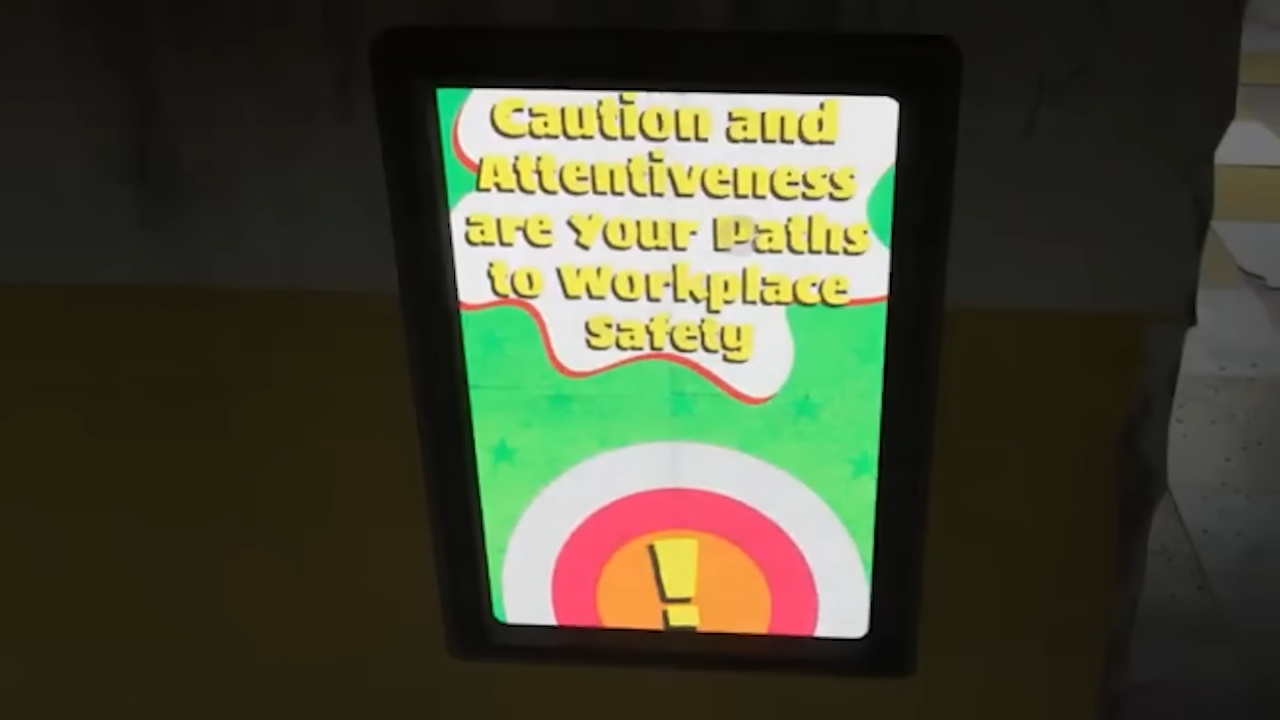 Caution and
Attentiveness
are Your Paths
to Workplace
Safety
!